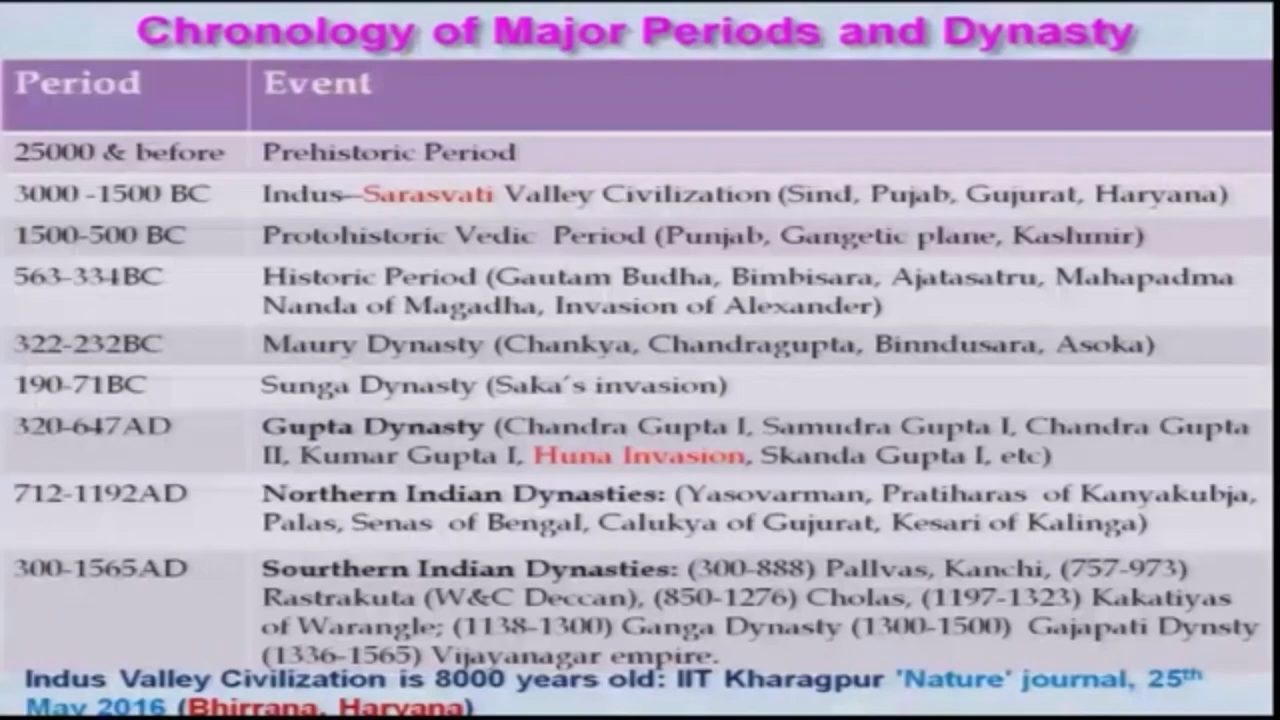 Chronology of Major Periods and Dynasty
Period Event
25000 & before Prehistoric Period
3000 -1500 BC Indus–Sarasvati Valley Civilization (Sind, Pujab, Gujurat, Haryana)
1500-500 BC Protohistoric Vedic Period (Punjab, Gangetic plane, Kashmir)
563-334BC Historic Period (Gautam Budha, Bimbisara, Ajatasatru, Mahapadma
Nanda of Magadha, Invasion of Alexander)
322-232BC Maury Dynasty (Chankya, Chandragupta, Binndusara, Asoka)
190-71BC Sunga Dynasty (Saka's invasion)
320-647AD Gupta Dynasty (Chandra Gupta I, Samudra Gupta I, Chandra Gupta
II, Kumar Gupta I, Huna Invasion, Skanda Gupta I, etc)
712-1192AD Northern Indian Dynasties: (Yasovarman, Pratiharas of Kanyakubja,
Palas, Senas of Bengal, Calukya of Gujurat, Kesari of Kalinga)
300-1565AD Sourthern Indian Dynasties: (300-888) Pallvas, Kanchi, (757-973)
Rastrakuta (W&C Deccan), (850-1276) Cholas, (1197-1323) Kakatiyas
of Warangle; (1138-1300) Ganga Dynasty (1300-1500) Gajapati Dynsty
(1336-1565) Vijayanagar empire.
Indus Valley Civilization is 8000 years old: IIT Kharagpur 'Nature' journal, 25th
May 2016 (Bhirrana, Haryana)